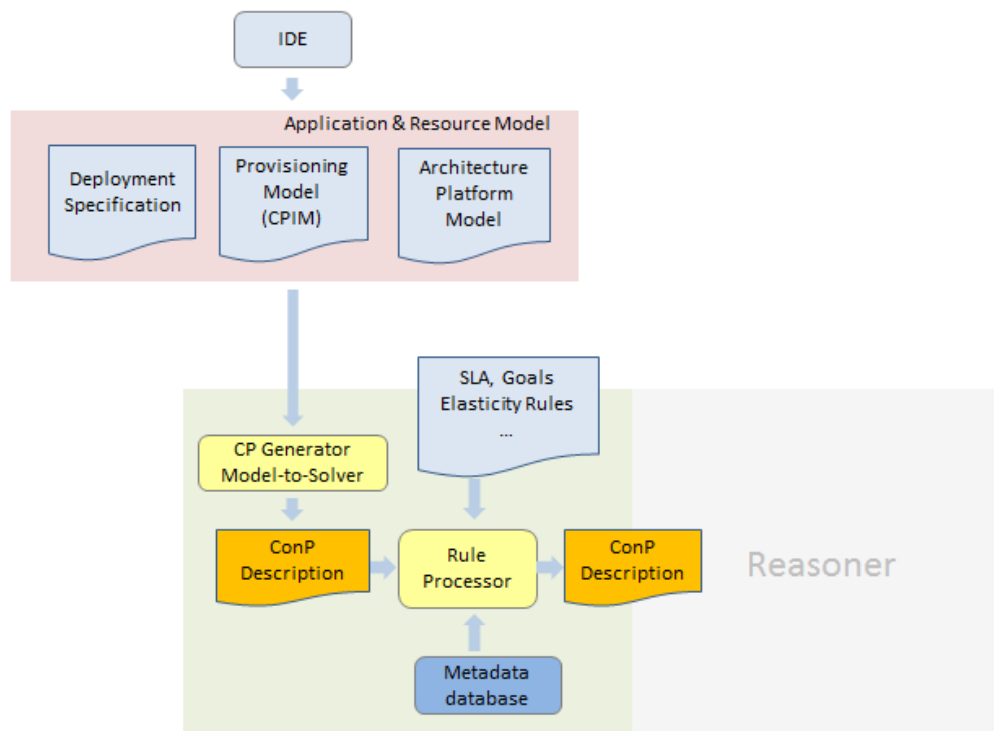 IDE
Application & Resource Model
Deployment
Specification
Provisioning
Model
(CPIM)
Architecture
Platform
Model
SLA, Goals
Elasticity Rules
...
CP Generator
Model-to-Solver
ConP
Description
Rule
Processor
ConP
Description
Reasoner
Metadata
database